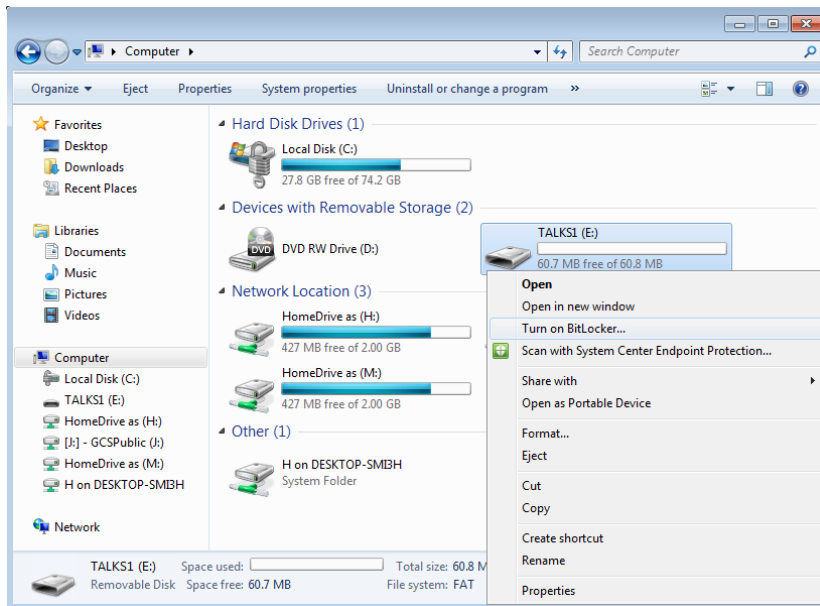 Computer
Search Computer
Organize
Eject
Properties
System properties
Uninstall or change a program
»
Favorites
Desktop
Downloads
Recent Places
Libraries
Documents
Music
Pictures
Videos
Computer
Local Disk (C:)
TALKS1 (E:)
HomeDrive as (H:)
[J:] - GCSPublic (J:)
HomeDrive as (M:)
H on DESKTOP-SMI3H
Network
Hard Disk Drives (1)
Local Disk (C:)
27.8 GB free of 74.2 GB
Devices with Removable Storage (2)
DVD
DVD RW Drive (D:)
TALKS1 (E:)
60.7 MB free of 60.8 MB
Network Location (3)
HomeDrive as (H:)
427 MB free of 2.00 GB
HomeDrive as (M:)
427 MB free of 2.00 GB
Other (1)
H on DESKTOP-SMI3H
System Folder
Open
Open in new window
Turn on BitLocker...
Scan with System Center Endpoint Protection...
Share with
Open as Portable Device
Format...
Eject
Cut
Copy
Create shortcut
Rename
Properties
TALKS1 (E:) Space used: Total size: 60.8 M
Removable Disk Space free: 60.7 MB File system: FAT